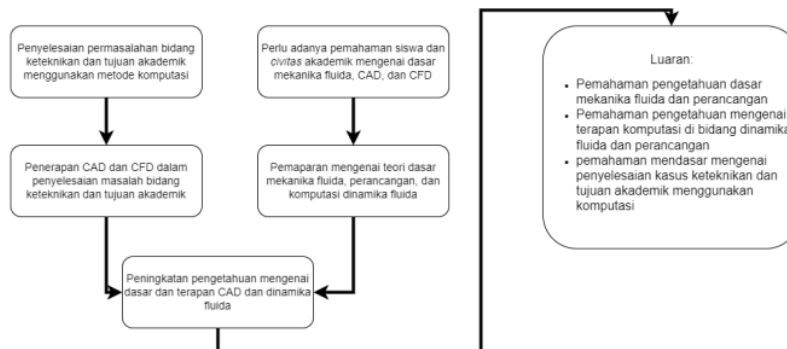 Penyelesaian permasalahan bidang
keteknikan dan tujuan akademik
menggunakan metode komputasi
Perlu adanya pemahaman siswa dan
civitas akademik mengenai dasar
mekanika fluida, CAD, dan CFD
Penerapan CAD dan CFD dalam
penyelesaian masalah bidang
keteknikan dan tujuan akademik
Pemaparan mengenai teori dasar
mekanika fluida, perancangan, dan
komputasi dinamika fluida
Peningkatan pengetahuan mengenai
dasar dan terapan CAD dan dinamika
fluida
Luaran:
• Pemahaman pengetahuan dasar
mekanika fluida dan perancangan
• Pemahaman pengetahuan mengenai
terapan komputasi di bidang dinamika
fluida dan perancangan
• pemahaman mendasar mengenai
penyelesaian kasus keteknikan dan
tujuan akademik menggunakan
komputasi